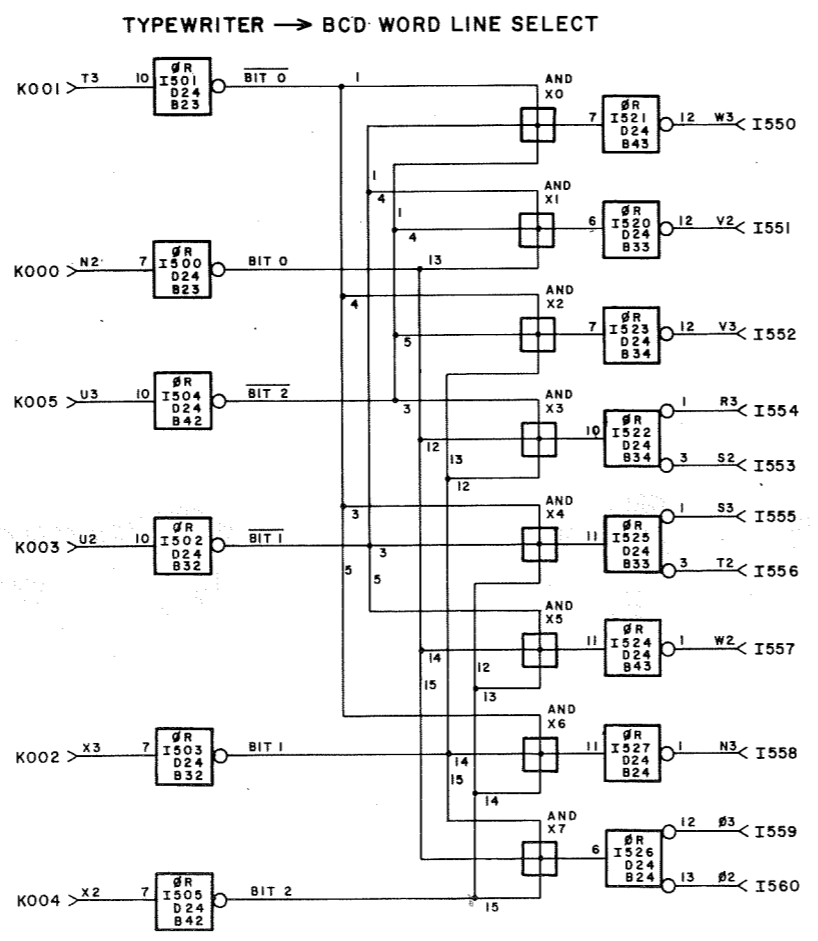 TYPEWRITER → BCD WORD LINE SELECT
K001 T3 10 ØR I501 D24 B23 B̅I̅T̅ ̅0̅ 1
AND X0
7 ØR I521 D24 B43 12 W3 I550
1
4
AND X1
1
4
6 ØR I520 D24 B33 12 V2 I551
K000 N2 7 ØR I500 D24 B23 BIT 0 13
4
AND X2
5
7 ØR I523 D24 B34 12 V3 I552
K005 U3 10 ØR I504 D24 B42 B̅I̅T̅ ̅2̅ 3
AND X3
12
13
12
10 ØR I522 D24 B34
1 R3 I554
3 S2 I553
3
AND X4
K003 U2 10 ØR I502 D24 B32 B̅I̅T̅ ̅1̅ 3
5
5
11 ØR I525 D24 B33
1 S3 I555
3 T2 I556
AND X5
14
12
15
13
11 ØR I524 D24 B43 1 W2 I557
AND X6
K002 X3 7 ØR I503 D24 B32 BIT 1 14
15
14
11 ØR I527 D24 B24 1 N3 I558
AND X7
6 ØR I526 D24 B24
12 Ø3 I559
13 Ø2 I560
K004 X2 7 ØR I505 D24 B42 BIT 2 15